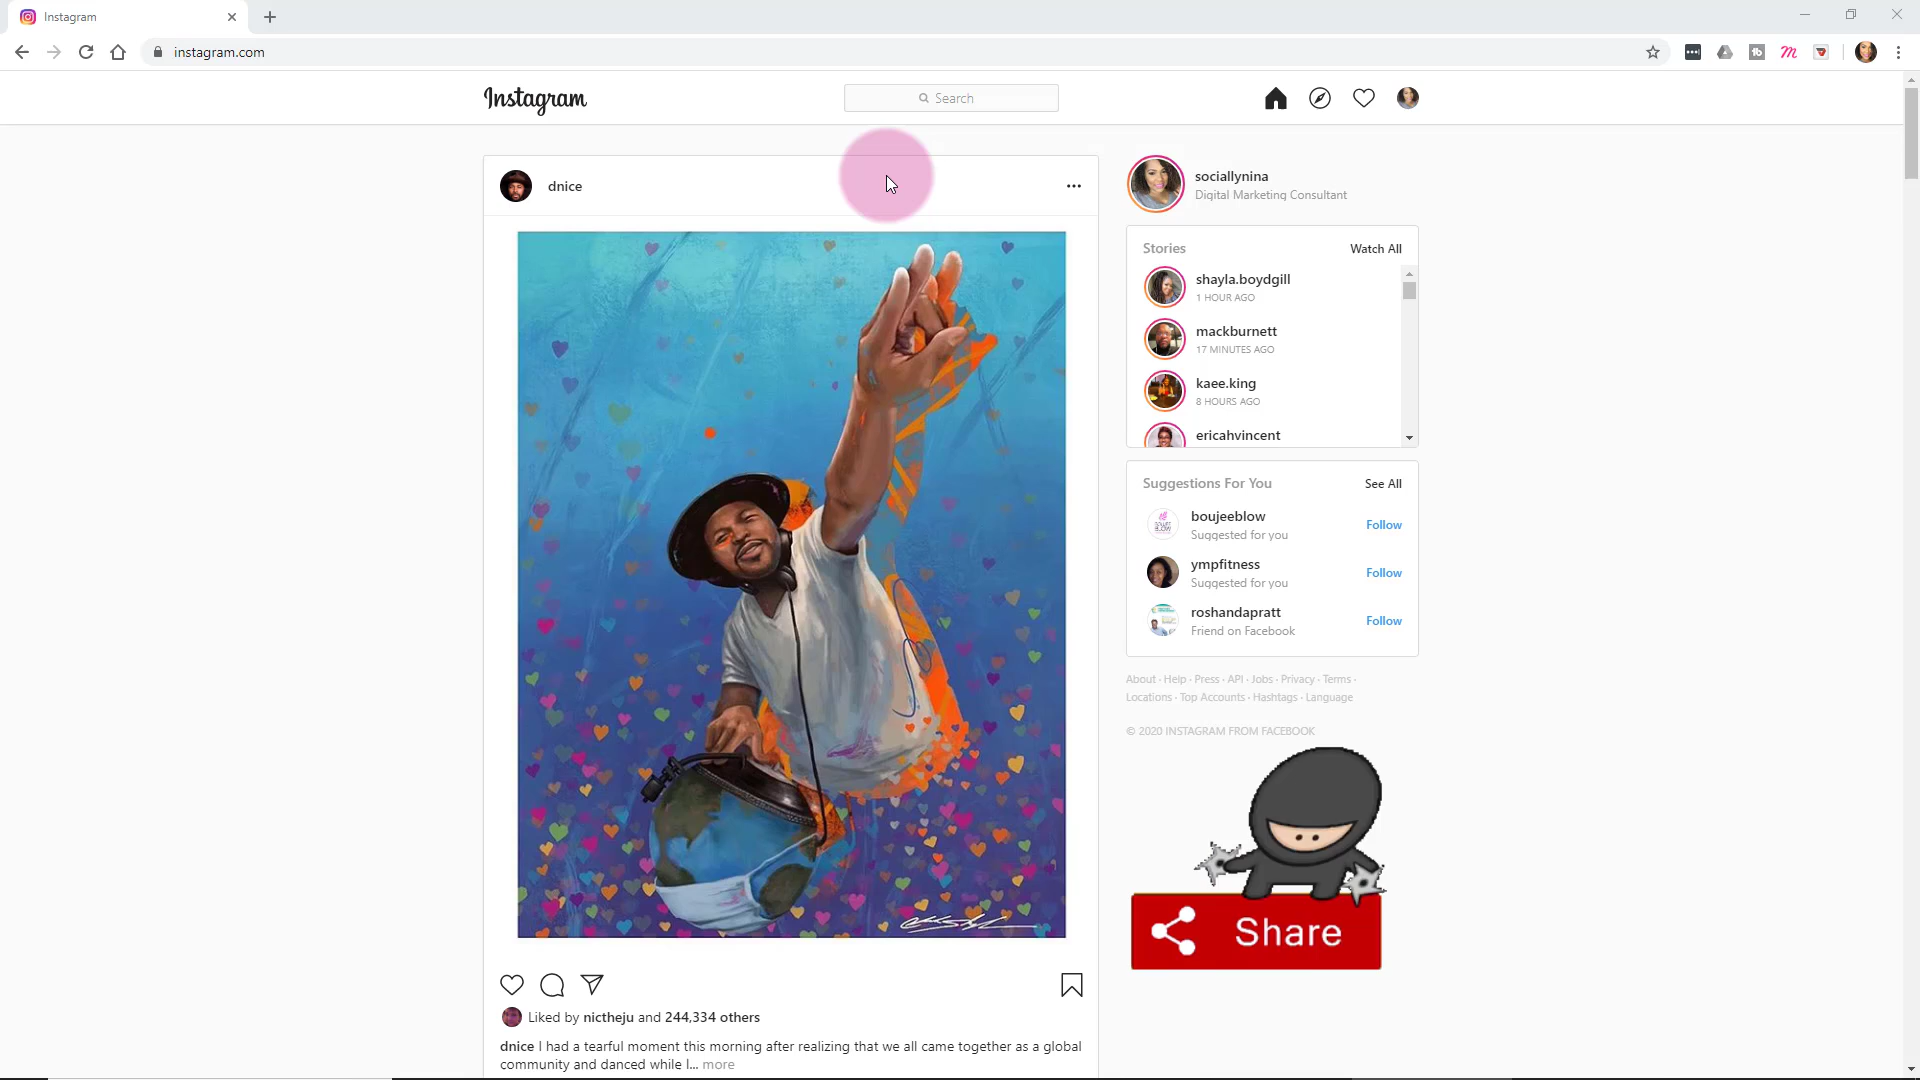 Instagram
instagram.com
Instagram
Search
dnice
sociallynina
Digital Marketing Consultant
Stories
Watch All
shayla.boydgill
1 HOUR AGO
mackburnett
17 MINUTES AGO
kaee.king
8 HOURS AGO
ericahvincent
Suggestions For You
See All
boujeeblow
Suggested for you
Follow
ympfitness
Suggested for you
Follow
roshandapratt
Friend on Facebook
Follow
About · Help · Press · API · Jobs · Privacy · Terms ·
Locations · Top Accounts · Hashtags · Language
© 2020 INSTAGRAM FROM FACEBOOK
Share
Liked by nictheju and 244,334 others
dnice I had a tearful moment this morning after realizing that we all came together as a global
community and danced while I... more